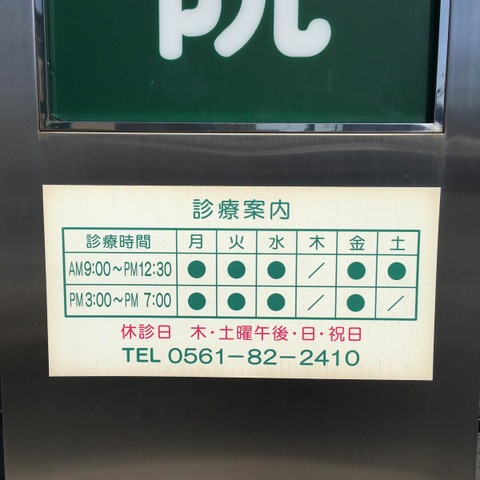 院
診療案内
診療時間 月 火 水 木 金 土
AM9:00～PM12:30 ● ● ● ／ ● ●
PM3:00～PM 7:00 ● ● ● ／ ● ／
休診日 木・土曜午後・日・祝日
TEL 0561-82-2410